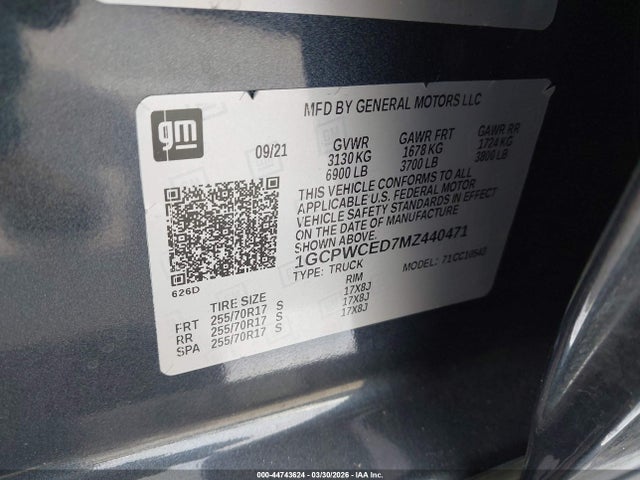 gm
MFD BY GENERAL MOTORS LLC
09/21
GVWR GAWR FRT GAWR RR
3130 KG 1678 KG 1724 KG
6900 LB 3700 LB 3800 LB
THIS VEHICLE CONFORMS TO ALL
APPLICABLE U.S. FEDERAL MOTOR
VEHICLE SAFETY STANDARDS IN EFFECT
ON THE DATE OF MANUFACTURE
SHOWN ABOVE.
1GCPWCED7MZ440471
TYPE: TRUCK MODEL: 71CC10543
626D
TIRE SIZE RIM
FRT 255/70R17 S 17X8J
RR 255/70R17 S 17X8J
SPA 255/70R17 S 17X8J
000-44743624 | 03/30/2026 | IAA Inc.